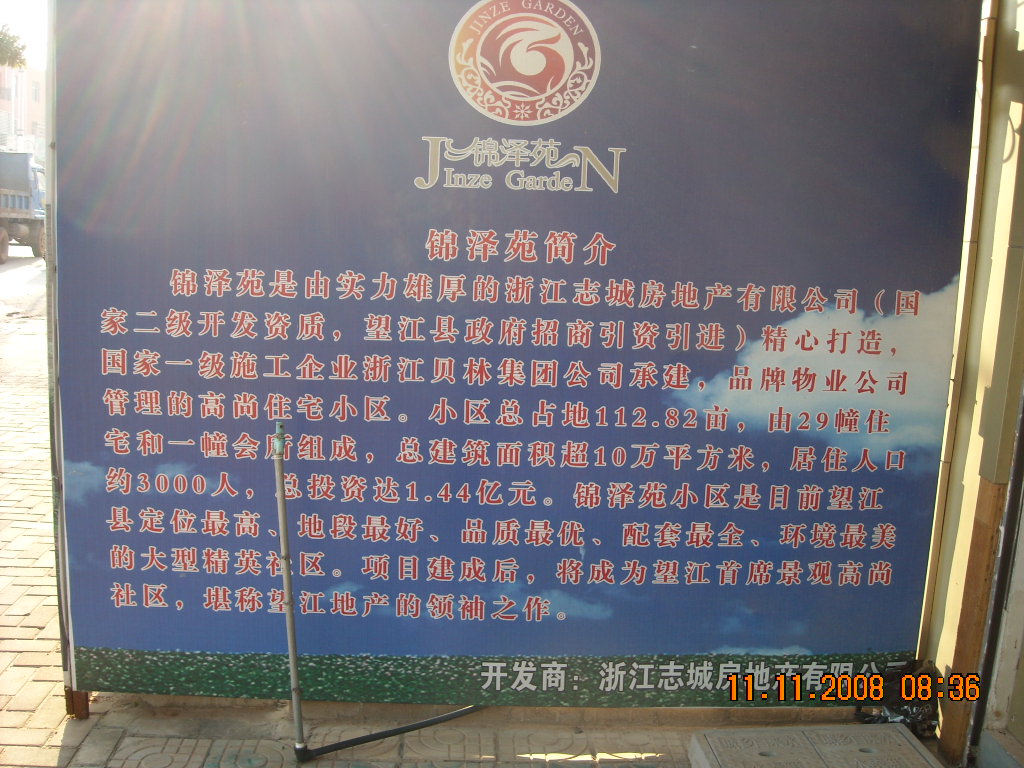 JINZE GARDEN
锦泽苑
JInze GardeN
锦泽苑简介
锦泽苑是由实力雄厚的浙江志城房地产有限公司（国
家二级开发资质，望江县政府招商引资引进）精心打造，
国家一级施工企业浙江贝林集团公司承建，品牌物业公司
管理的高尚住宅小区。小区总占地112.82亩，由29幢住
宅和一幢会所组成，总建筑面积超10万平方米，居住人口
约3000人，总投资达1.44亿元。锦泽苑小区是目前望江
县定位最高、地段最好、品质最优、配套最全、环境最美
的大型精英社区。项目建成后，将成为望江首席景观高尚
社区，堪称望江地产的领袖之作。
开发商：浙江志城房地产有限公司
11.11.2008 08:36